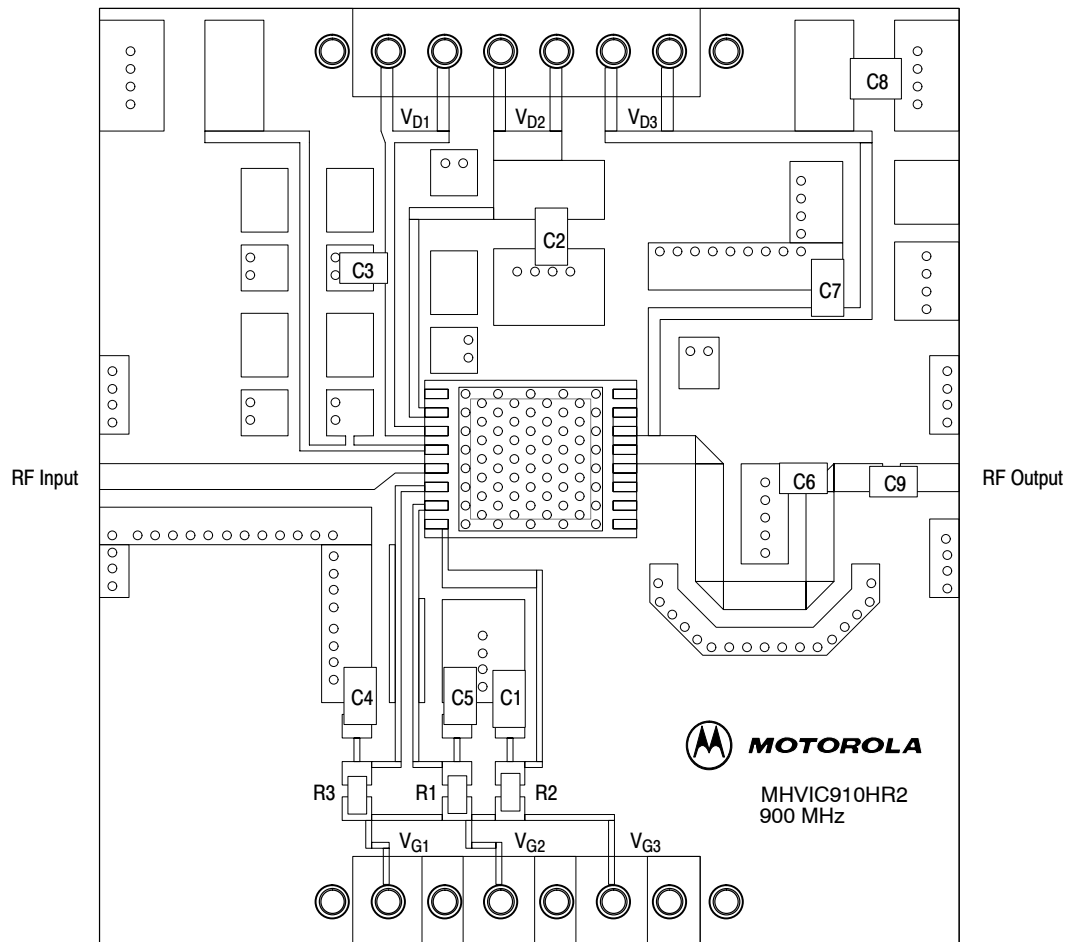 C8
VD1
VD2
VD3
C2
C3
C7
RF Input
C6
C9
RF Output
C4
C5
C1
MOTOROLA
R3
R1
R2
MHVIC910HR2
900 MHz
VG1
VG2
VG3